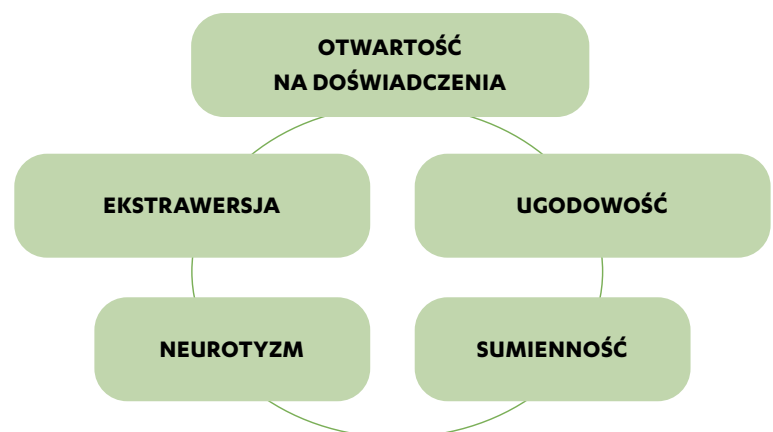 OTWARTOŚĆ
NA DOŚWIADCZENIA
EKSTRAWERSJA
UGODOWOŚĆ
NEUROTYZM
SUMIENNOŚĆ